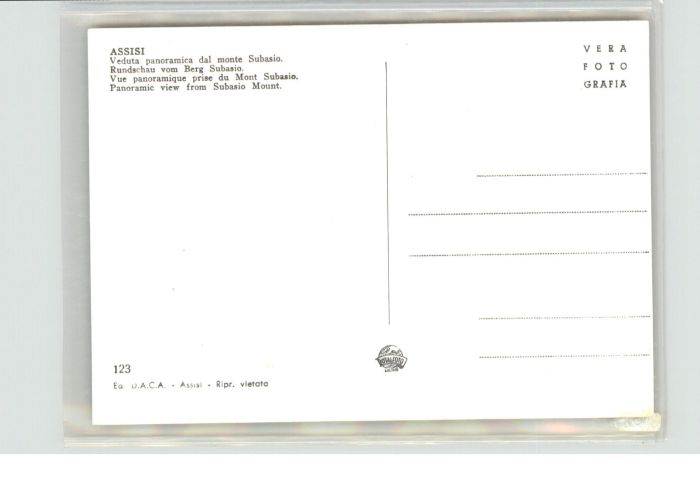 ASSISI
Veduta panoramica dal monte Subasio.
Rundschau vom Berg Subasio.
Vue panoramique prise du Mont Subasio.
Panoramic view from Subasio Mount.
VERA
FOTO
GRAFIA
123
Ed. D.A.C.A. - Assisi - Ripr. vietata